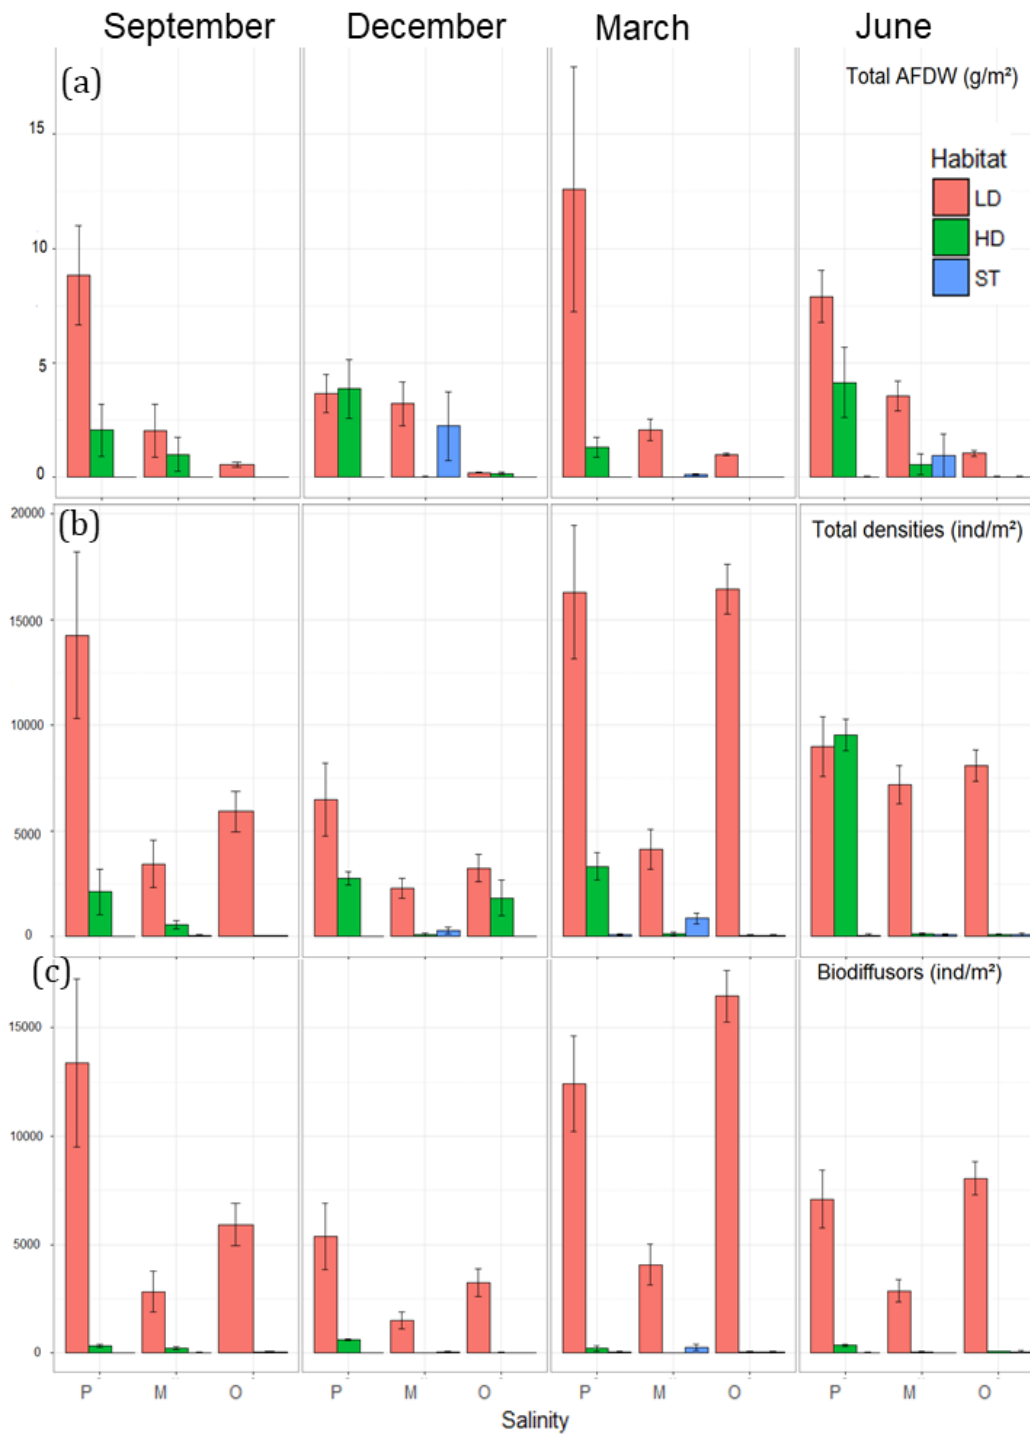 September December March June
(a)
Total AFDW (g/m²)
15
10
5
0
Habitat
LD
HD
ST
(b)
Total densities (ind/m²)
20000
15000
10000
5000
0
(c)
Biodiffusors (ind/m²)
15000
10000
5000
0
P M O P M O P M O P M O
Salinity